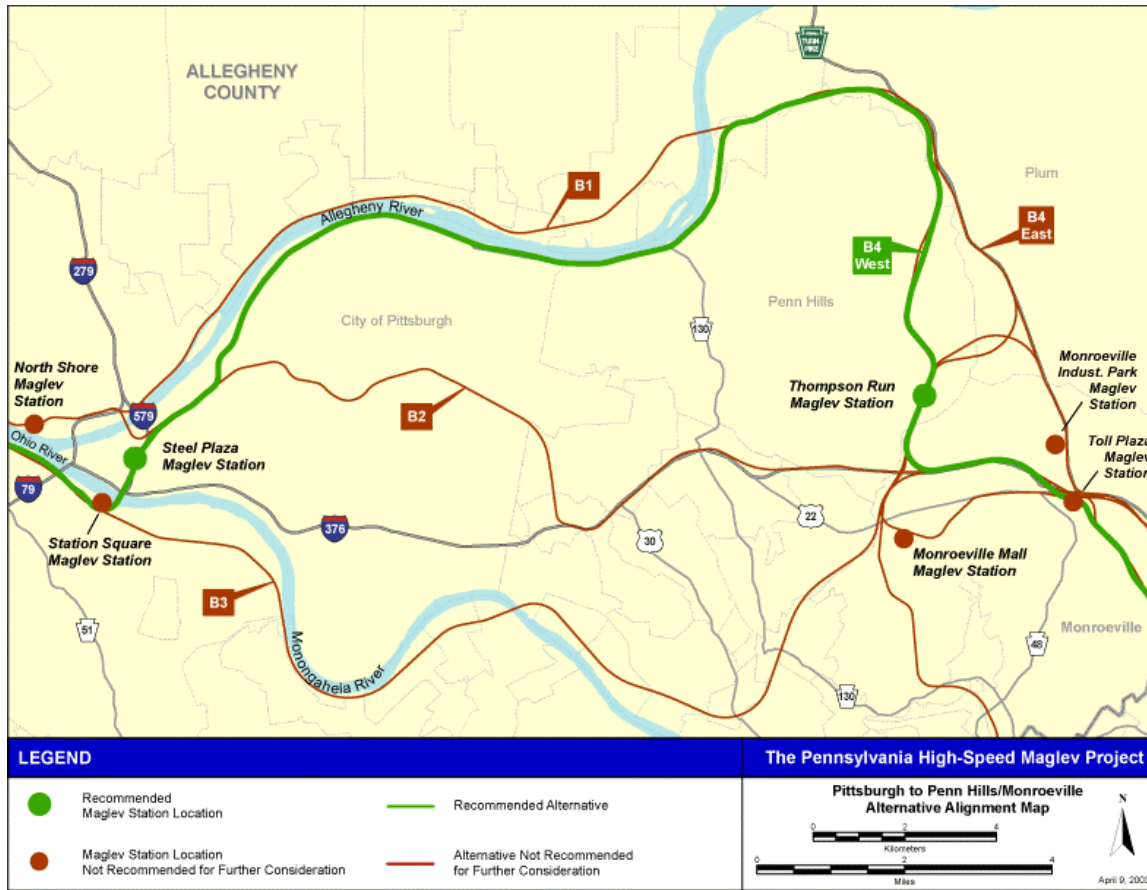 ALLEGHENY
COUNTY
TURN-
PIKE
Plum
B1
Allegheny River
B4
East
B4
West
279
City of Pittsburgh
Penn Hills
130
North Shore
Maglev
Station
Monroeville
Indust. Park
Maglev
Station
Thompson Run
Maglev Station
579
B2
Ohio River
Steel Plaza
Maglev Station
Toll Plaza
Maglev
Station
79
376
22
30
Station Square
Maglev Station
Monroeville Mall
Maglev Station
B3
51
Monongahela River
Monroeville
48
130
LEGEND
The Pennsylvania High-Speed Maglev Project
Recommended
Maglev Station Location
Recommended Alternative
Maglev Station Location
Not Recommended for Further Consideration
Alternative Not Recommended
for Further Consideration
Pittsburgh to Penn Hills/Monroeville
Alternative Alignment Map
N
0 2 4
Kilometers
0 2 4
Miles
April 9, 2003